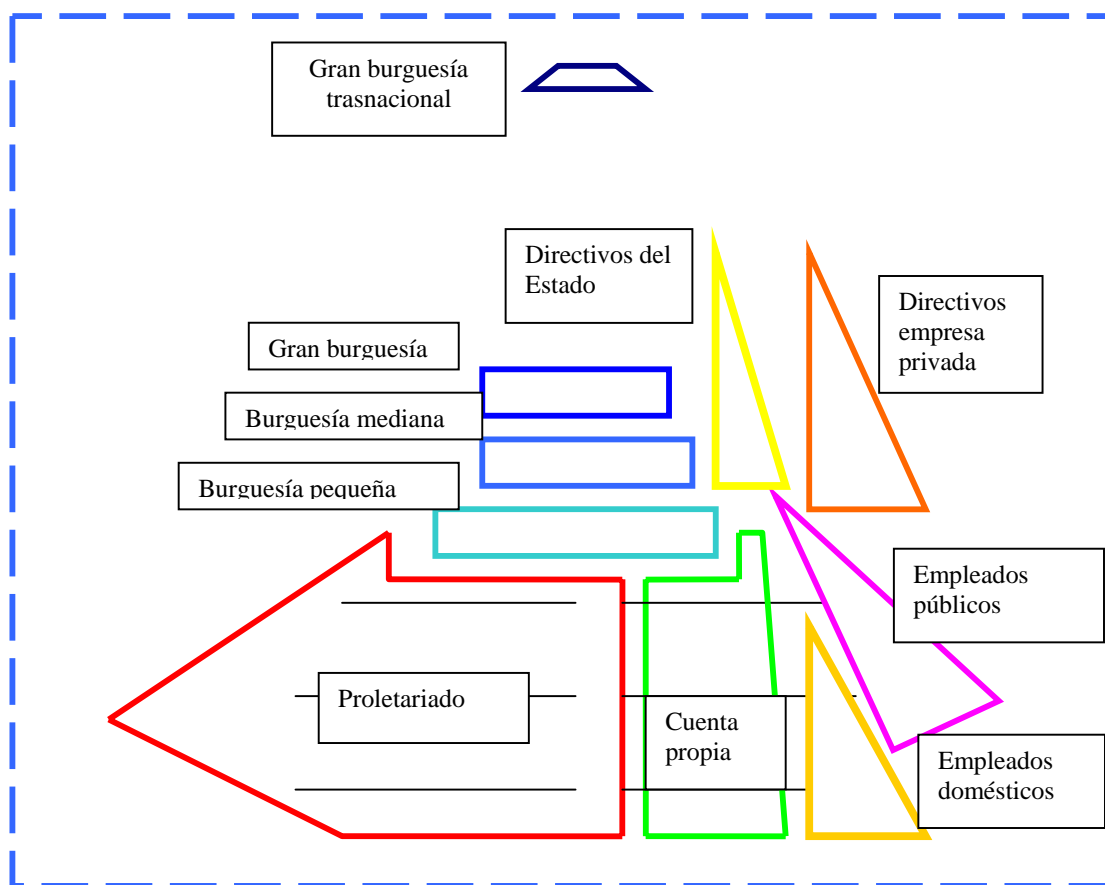 Gran burguesía
trasnacional
Directivos del
Estado
Directivos
empresa
privada
Gran burguesía
Burguesía mediana
Burguesía pequeña
Empleados
públicos
Proletariado
Cuenta
propia
Empleados
domésticos